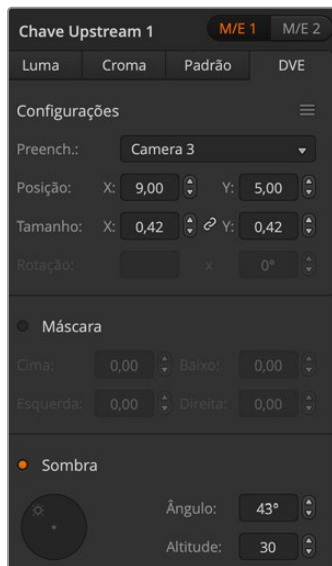 Chave Upstream 1 M/E 1 M/E 2
Luma Croma Padrão DVE
Configurações
Preench.: Camera 3
Posição: X: 9,00 Y: 5,00
Tamanho: X: 0,42 Y: 0,42
Rotação: x 0°
Máscara
Cima: 0,00 Baixo: 0,00
Esquerda: 0,00 Direita: 0,00
Sombra
Ângulo: 43°
Altitude: 30